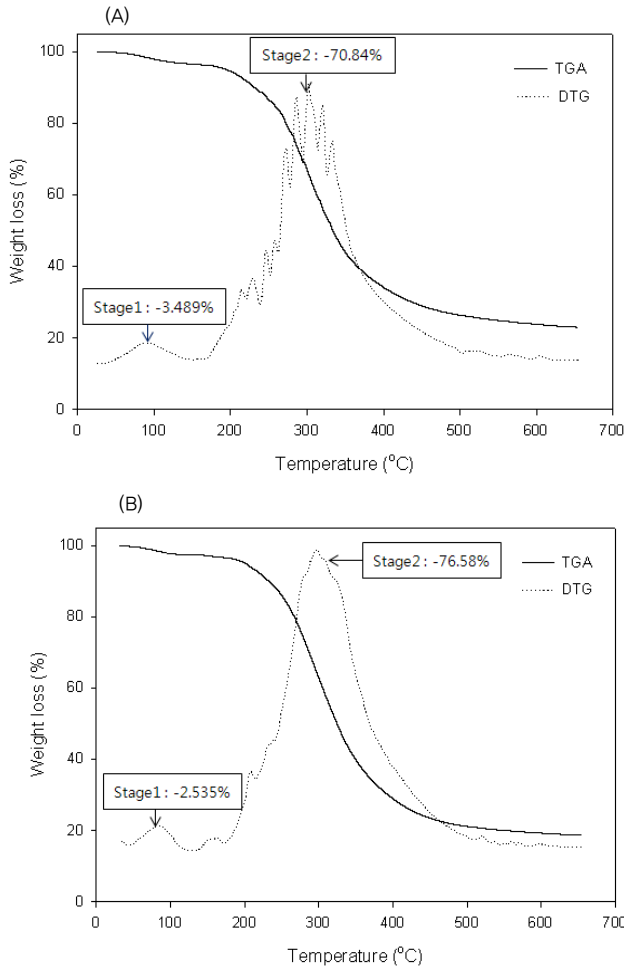 (A)
Stage2 : -70.84%
TGA
DTG
Stage1 : -3.489%
Weight loss (%)
100
80
60
40
20
0
0 100 200 300 400 500 600 700
Temperature (°C)
(B)
Stage2 : -76.58%
TGA
DTG
Stage1 : -2.535%
Weight loss (%)
100
80
60
40
20
0
0 100 200 300 400 500 600 700
Temperature (°C)